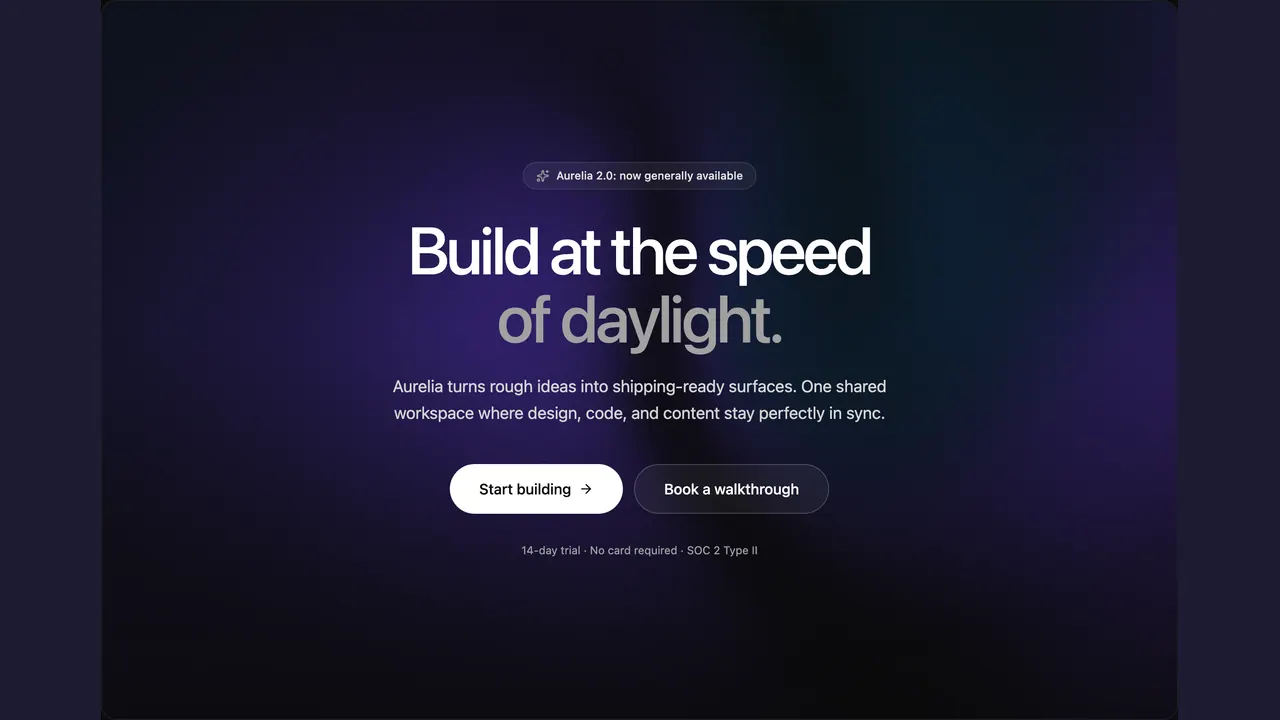 Aurelia 2.0: now generally available
Build at the speed
of daylight.
Aurelia turns rough ideas into shipping-ready surfaces. One shared
workspace where design, code, and content stay perfectly in sync.
Start building →
Book a walkthrough
14-day trial · No card required · SOC 2 Type II